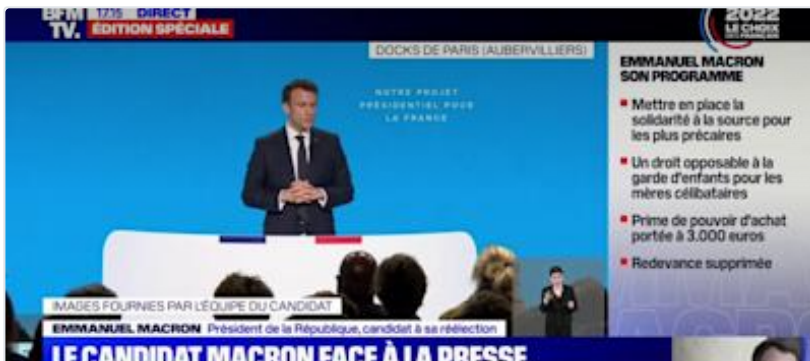 BFM 17:15 DIRECT
TV. ÉDITION SPÉCIALE
2022
LE CHOIX
DES FRANÇAIS
DOCKS DE PARIS (AUBERVILLIERS)
NOTRE PROJET
PRÉSIDENTIEL POUR
LA FRANCE
EMMANUEL MACRON
SON PROGRAMME
Mettre en place la
solidarité à la source pour
les plus précaires
Un droit opposable à la
garde d'enfants pour les
mères célibataires
Prime de pouvoir d'achat
portée à 3.000 euros
Redevance supprimée
IMAGES FOURNIES PAR L'ÉQUIPE DU CANDIDAT
EMMANUEL MACRON Président de la République, candidat à sa réélection
LE CANDIDAT MACRON FACE À LA PRESSE